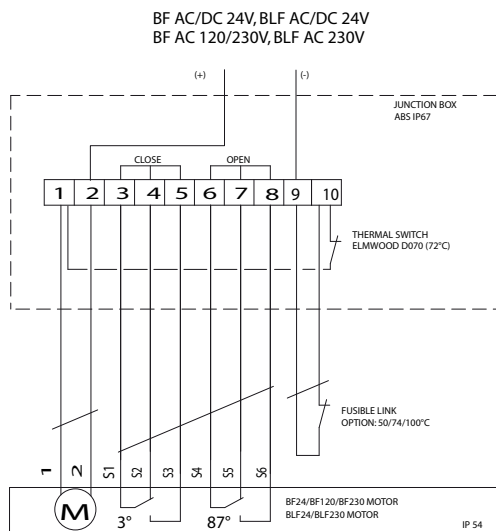 BF AC/DC 24V, BLF AC/DC 24V
BF AC 120/230V, BLF AC 230V
(+)
(-)
JUNCTION BOX
ABS IP67
CLOSE
OPEN
1 2 3 4 5 6 7 8 9 10
THERMAL SWITCH
ELMWOOD D070 (72°C)
FUSIBLE LINK
OPTION: 50/74/100°C
1 2 S1 S2 S3 S4 S5 S6
M
3°
87°
BF24/BF120/BF230 MOTOR
BLF24/BLF230 MOTOR
IP 54